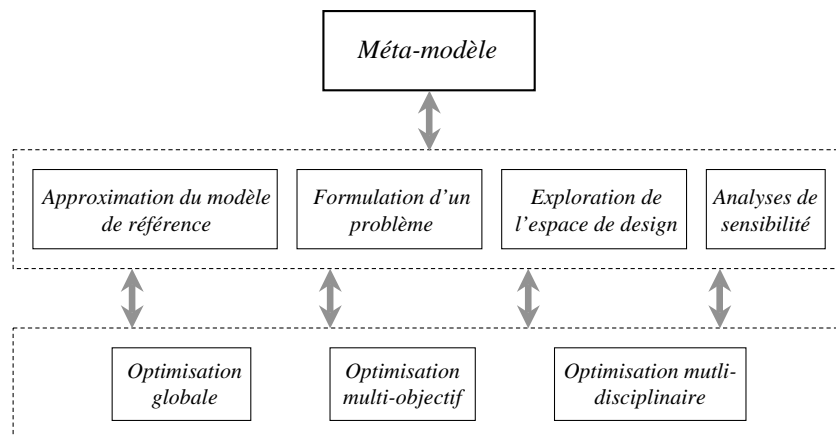 Méta-modèle
Approximation du modèle
de référence
Formulation d'un
problème
Exploration de
l'espace de design
Analyses de
sensibilité
Optimisation
globale
Optimisation
multi-objectif
Optimisation mutli-
disciplinaire